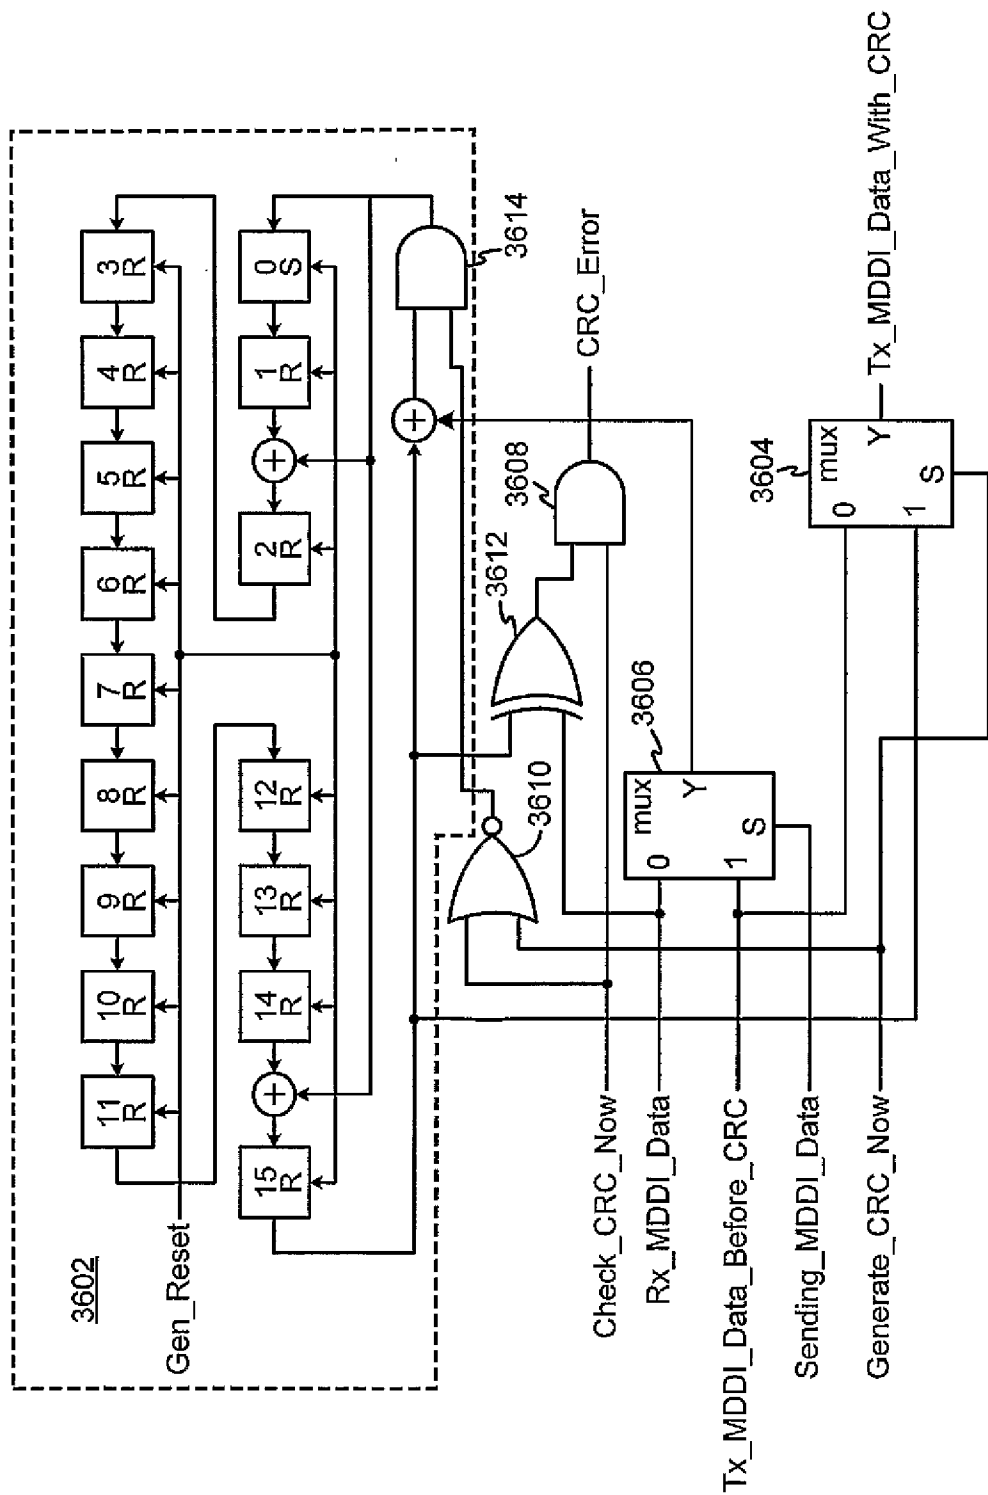 3602
11 R
10 R
9 R
8 R
7 R
6 R
5 R
4 R
3 R
Gen_Reset
15 R
+
14 R
13 R
12 R
2 R
+
1 R
0 S
+
3614
3610
3612
3608
CRC_Error
Check_CRC_Now
Rx_MDDI_Data
Tx_MDDI_Data_Before_CRC
Sending_MDDI_Data
Generate_CRC_Now
3606
mux
0
1
Y
S
3604
mux
0
1
Y
S
Tx_MDDI_Data_With_CRC